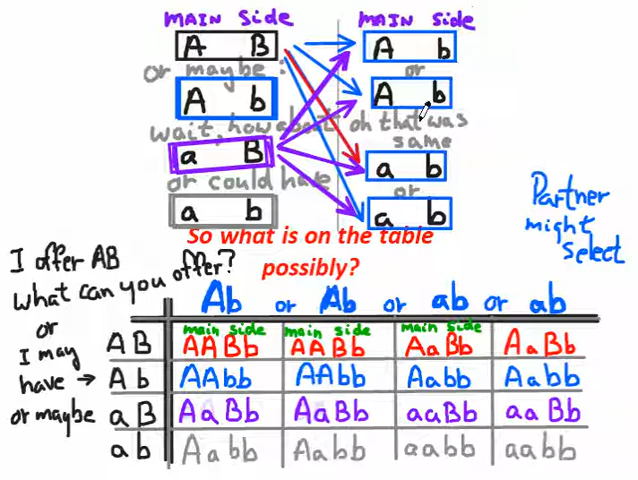 MAIN Side MAIN Side
A B A b
or maybe: or
A b A b
wait, how about oh that was
same
a B a b
or could have or
a b a b
So what is on the table
possibly?
Partner
might
select
I offer AB
what can you offer?
or
I may
have →
or maybe
Ab or Ab or ab or ab
main side main side main side
AB AABb AABb AaBb AaBb
Ab AAbb AAbb Aabb Aabb
aB AaBb AaBb aaBb aaBb
ab Aabb Aabb aabb aabb